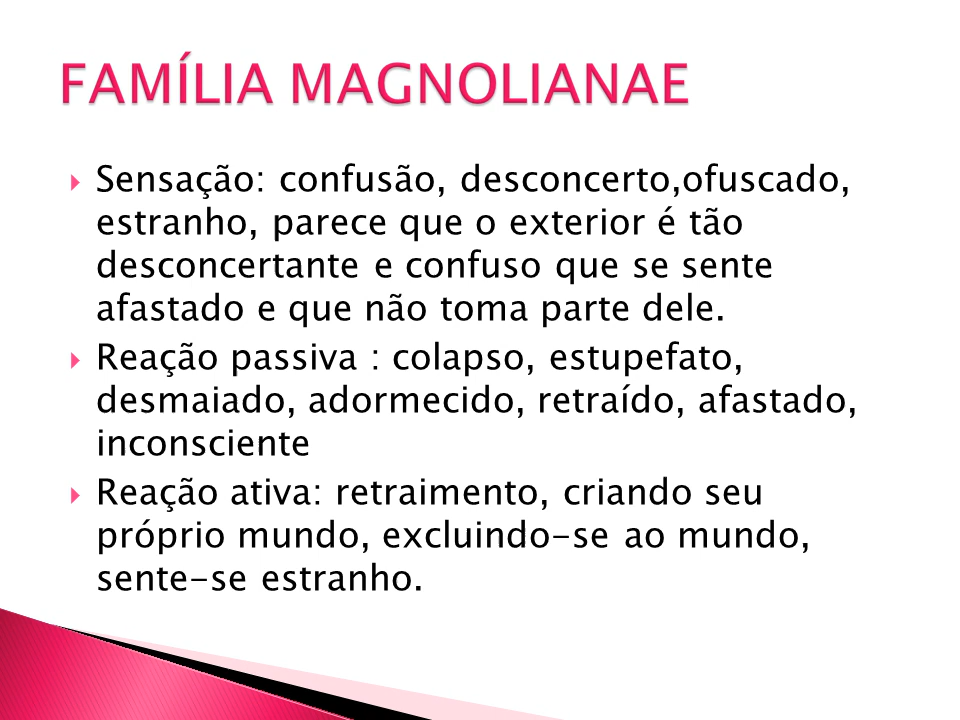 FAMÍLIA MAGNOLIANAE
Sensação: confusão, desconcerto,ofuscado,
estranho, parece que o exterior é tão
desconcertante e confuso que se sente
afastado e que não toma parte dele.
Reação passiva : colapso, estupefato,
desmaiado, adormecido, retraído, afastado,
inconsciente
Reação ativa: retraimento, criando seu
próprio mundo, excluindo-se ao mundo,
sente-se estranho.